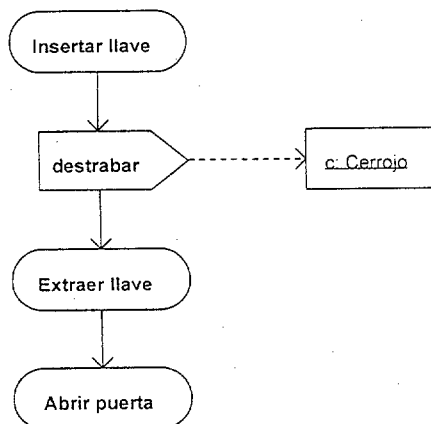 Insertar llave
destrabar
c: Cerrojo
Extraer llave
Abrir puerta